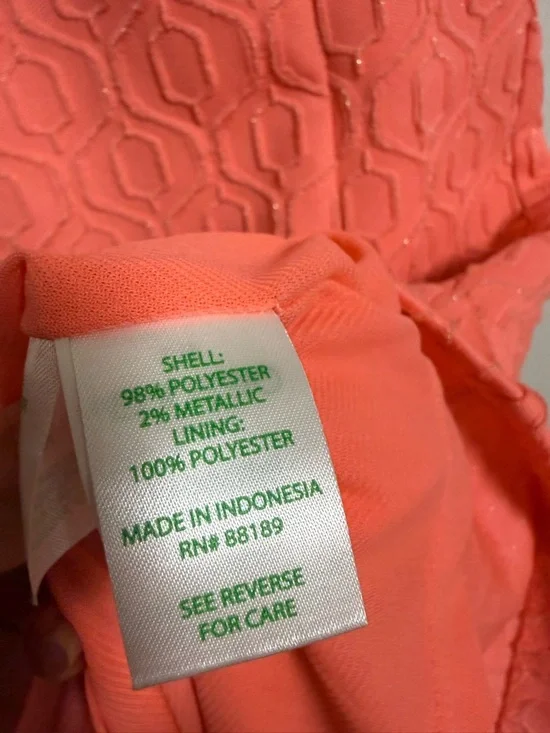 SHELL:
98% POLYESTER
2% METALLIC
LINING:
100% POLYESTER
MADE IN INDONESIA
RN# 88189
SEE REVERSE
FOR CARE